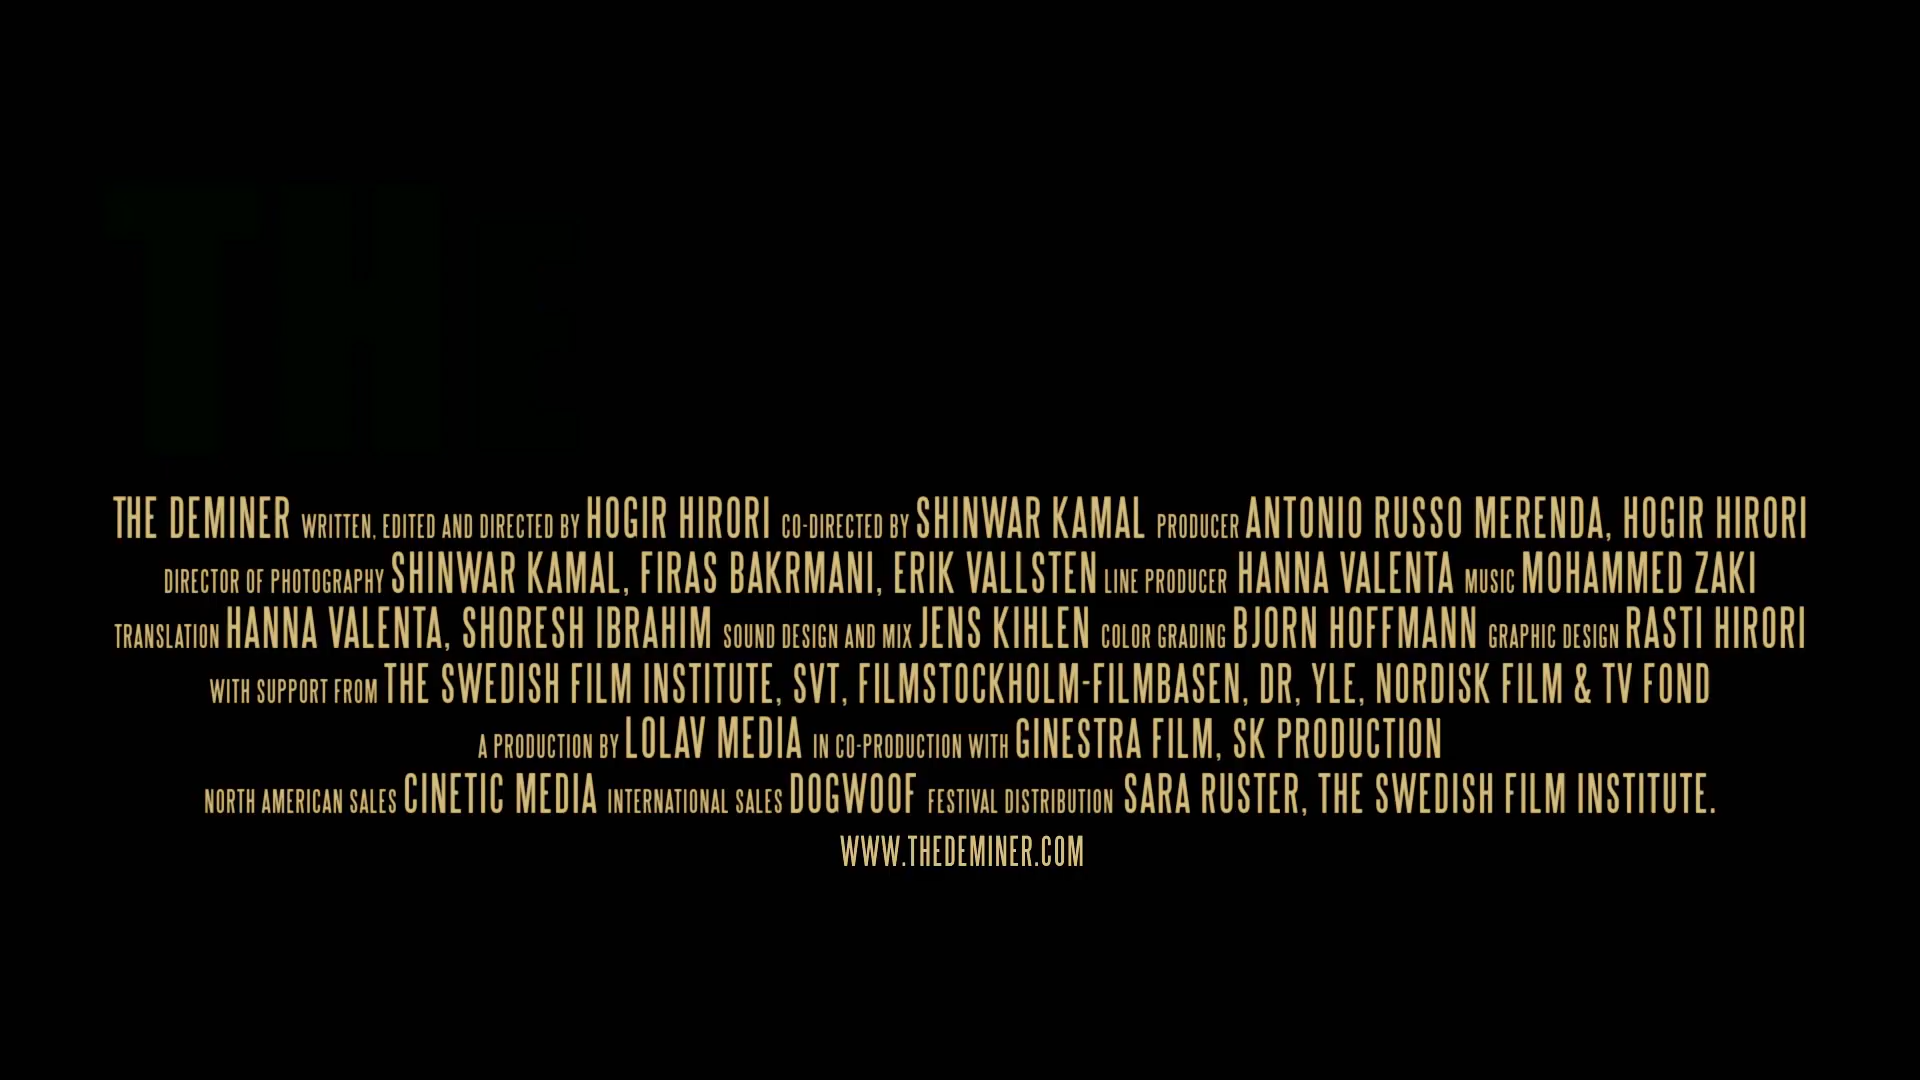 TH
THE DEMINER WRITTEN, EDITED AND DIRECTED BY HOGIR HIRORI CO-DIRECTED BY SHINWAR KAMAL PRODUCER ANTONIO RUSSO MERENDA, HOGIR HIRORI
DIRECTOR OF PHOTOGRAPHY SHINWAR KAMAL, FIRAS BAKRMANI, ERIK VALLSTEN LINE PRODUCER HANNA VALENTA MUSIC MOHAMMED ZAKI
TRANSLATION HANNA VALENTA, SHORESH IBRAHIM SOUND DESIGN AND MIX JENS KIHLEN COLOR GRADING BJORN HOFFMANN GRAPHIC DESIGN RASTI HIRORI
WITH SUPPORT FROM THE SWEDISH FILM INSTITUTE, SVT, FILMSTOCKHOLM-FILMBASEN, DR, YLE, NORDISK FILM & TV FOND
A PRODUCTION BY LOLAV MEDIA IN CO-PRODUCTION WITH GINESTRA FILM, SK PRODUCTION
NORTH AMERICAN SALES CINETIC MEDIA INTERNATIONAL SALES DOGWOOF FESTIVAL DISTRIBUTION SARA RUSTER, THE SWEDISH FILM INSTITUTE.
WWW.THEDEMINER.COM